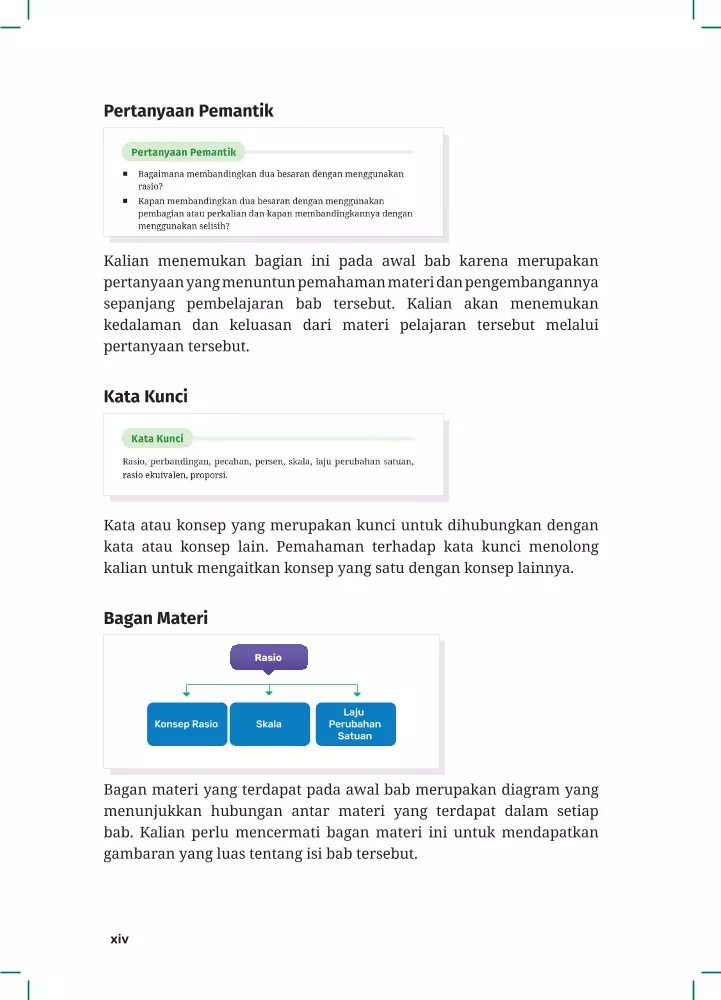 Pertanyaan Pemantik
Pertanyaan Pemantik
Bagaimana membandingkan dua besaran dengan menggunakan
rasio?
Kapan membandingkan dua besaran dengan menggunakan
pembagian atau perkalian dan kapan membandingkannya dengan
menggunakan selisih?
Kalian menemukan bagian ini pada awal bab karena merupakan
pertanyaan yang menuntun pemahaman materi dan pengembangannya
sepanjang pembelajaran bab tersebut. Kalian akan menemukan
kedalaman dan keluasan dari materi pelajaran tersebut melalui
pertanyaan tersebut.
Kata Kunci
Kata Kunci
Rasio, perbandingan, pecahan, persen, skala, laju perubahan satuan,
rasio ekuivalen, proporsi.
Kata atau konsep yang merupakan kunci untuk dihubungkan dengan
kata atau konsep lain. Pemahaman terhadap kata kunci menolong
kalian untuk mengaitkan konsep yang satu dengan konsep lainnya.
Bagan Materi
Rasio
Konsep Rasio
Skala
Laju
Perubahan
Satuan
Bagan materi yang terdapat pada awal bab merupakan diagram yang
menunjukkan hubungan antar materi yang terdapat dalam setiap
bab. Kalian perlu mencermati bagan materi ini untuk mendapatkan
gambaran yang luas tentang isi bab tersebut.
xiv